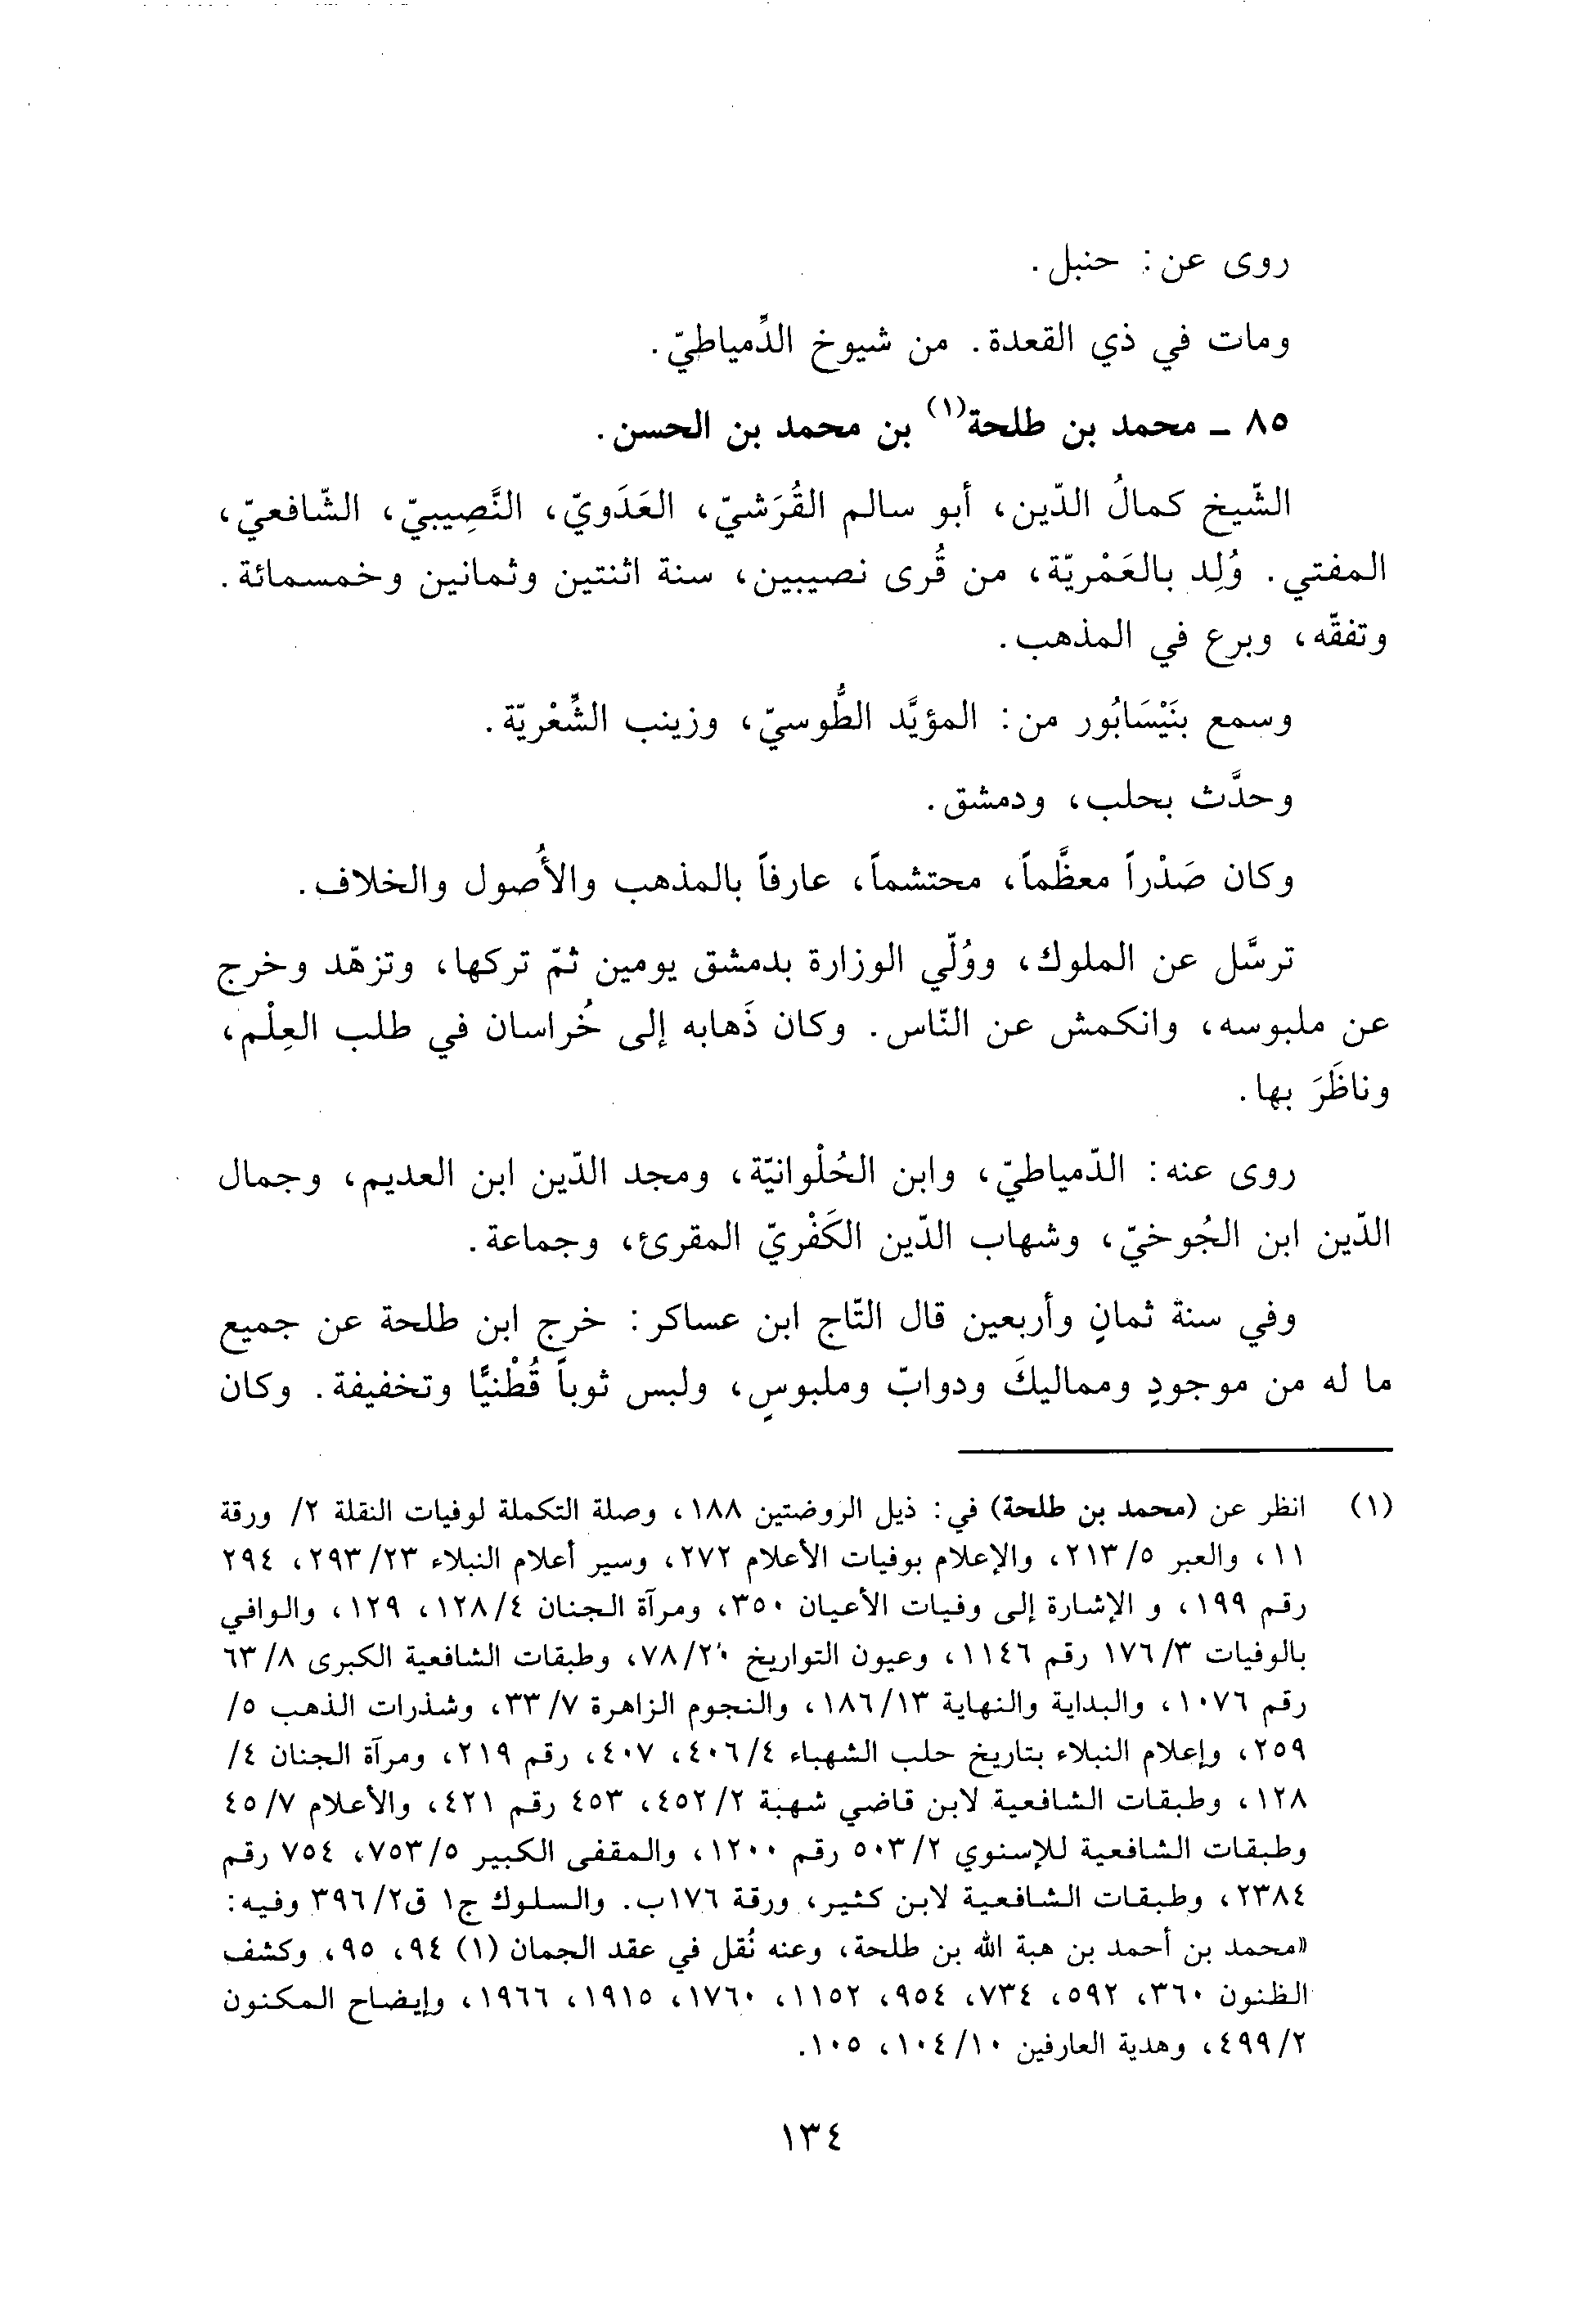 روى عن: حنبل.
ومات في ذي القعدة. من شيوخ الدِّمياطيّ.
٨٥ ـ محمد بن طلحة(١) بن محمد بن الحسن.
الشّيخ كمالُ الدّين، أبو سالم القُرَشيّ، العَدَويّ، النَّصِيبيّ، الشّافعيّ،
المفتي. وُلِد بالعَمْريّة، من قُرى نصيبين، سنة اثنتين وثمانين وخمسمائة.
وتفقّه، وبرع في المذهب.
وسمع بنَيْسَابُور من: المؤيَّد الطُّوسيّ، وزينب الشِّعْريّة.
وحدَّث بحلب، ودمشق.
وكان صَدْراً معظَّماً، محتشماً، عارفاً بالمذهب والأُصول والخلاف.
ترسَّل عن الملوك، ووُلّي الوزارة بدمشق يومين ثمّ تركها، وتزهّد وخرج
عن ملبوسه، وانكمش عن النّاس. وكان ذَهابه إلى خُراسان في طلب العِلْم،
وناظَرَ بها.
روى عنه: الدّمياطيّ، وابن الحُلْوانيّة، ومجد الدّين ابن العديم، وجمال
الدّين ابن الجُوخيّ، وشهاب الدّين الكَفْريّ المقرئ، وجماعة.
وفي سنة ثمانٍ وأربعين قال التّاج ابن عساكر: خرج ابن طلحة عن جميع
ما له من موجودٍ ومماليكَ ودوابّ وملبوسٍ، ولبس ثوباً قُطْنيًّا وتخفيفة. وكان
(١) انظر عن (محمد بن طلحة) في: ذيل الروضتين ١٨٨، وصلة التكملة لوفيات النقلة ٢/ ورقة
١١، والعبر ٥/ ٢١٣، والإعلام بوفيات الأعلام ٢٧٢، وسير أعلام النبلاء ٢٣/ ٢٩٣، ٢٩٤
رقم ١٩٩، و الإشارة إلى وفيات الأعيان ٣٥٠، ومرآة الجنان ٤/ ١٢٨، ١٢٩، والوافي
بالوفيات ٣/ ١٧٦ رقم ١١٤٦، وعيون التواريخ ٢٠/ ٧٨، وطبقات الشافعية الكبرى ٨/ ٦٣
رقم ١٠٧٦، والبداية والنهاية ١٣/ ١٨٦، والنجوم الزاهرة ٧/ ٣٣، وشذرات الذهب ٥/
٢٥٩، وإعلام النبلاء بتاريخ حلب الشهباء ٤/ ٤٠٦، ٤٠٧، رقم ٢١٩، ومرآة الجنان ٤/
١٢٨، وطبقات الشافعية لابن قاضي شهبة ٢/ ٤٥٢، ٤٥٣ رقم ٤٢١، والأعلام ٧/ ٤٥
وطبقات الشافعية للإسنوي ٢/ ٥٠٣ رقم ١٢٠٠، والمقفى الكبير ٥/ ٧٥٣، ٧٥٤ رقم
٢٣٨٤، وطبقات الشافعية لابن كثير، ورقة ١٧٦ب. والسلوك ج١ ق٢/ ٣٩٦ وفيه:
«محمد بن أحمد بن هبة الله بن طلحة، وعنه نُقل في عقد الجمان (١) ٩٤، ٩٥، وكشف
الظنون ٣٦٠، ٥٩٢، ٧٣٤، ٩٥٤، ١١٥٢، ١٧٦٠، ١٩١٥، ١٩٦٦، وإيضاح المكنون
٢/ ٤٩٩، وهدية العارفين ١٠/ ١٠٤، ١٠٥.
١٣٤